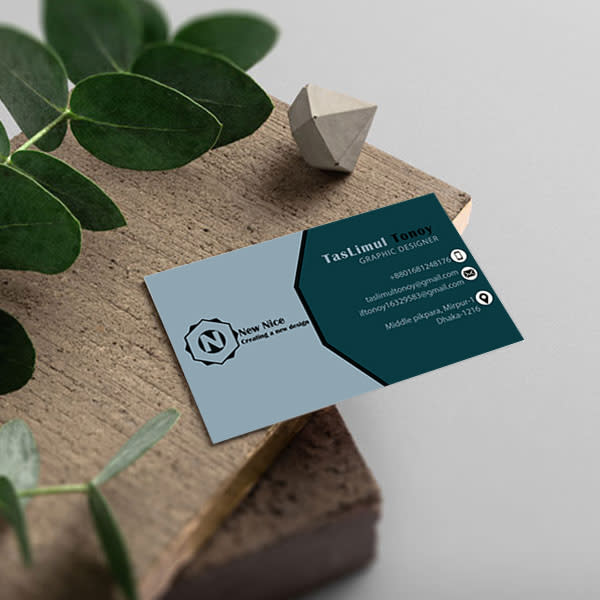 N
New Nice
Creating a new design
TasLimul Tonoy
GRAPHIC DESIGNER
+8801681248176
taslimultonoy@gmail.com
iftonoy16329583@gmail.com
Middle pikpara, Mirpur-1
Dhaka-1216